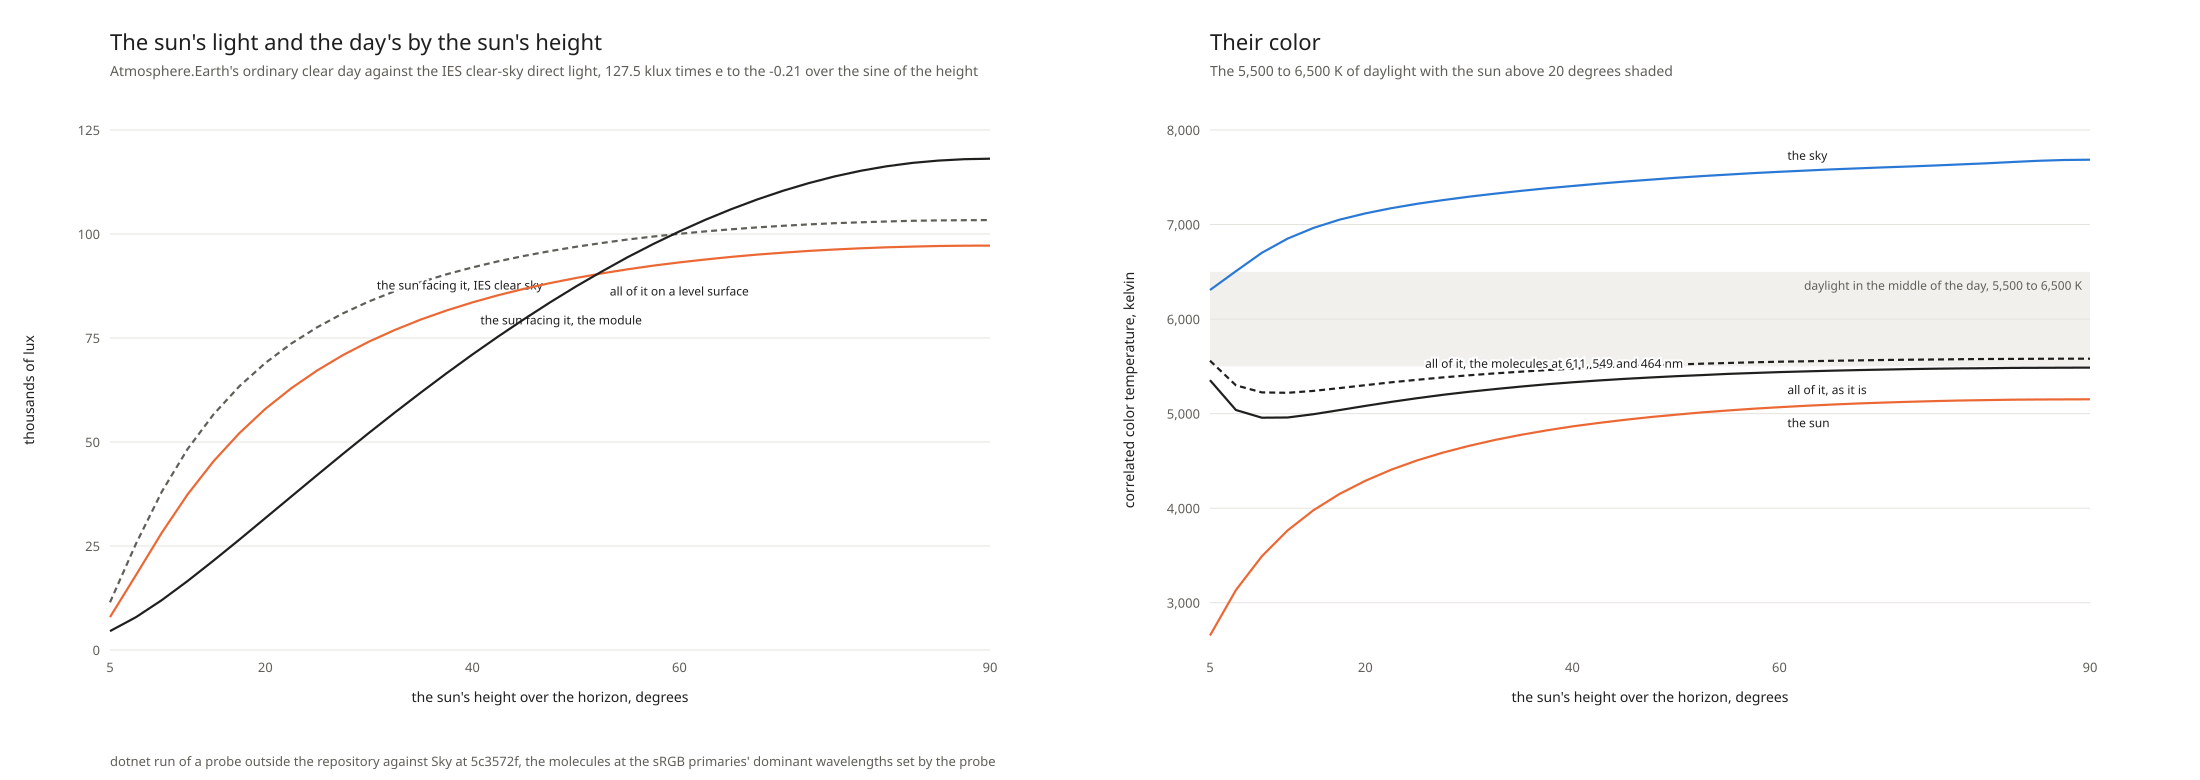 The sun's light and the day's by the sun's height
Atmosphere.Earth's ordinary clear day against the IES clear-sky direct light, 127.5 klux times e to the -0.21 over the sine of the height
125
100
75
50
25
0
thousands of lux
the sun facing it, IES clear sky
all of it on a level surface
the sun facing it, the module
5
20
40
60
90
the sun's height over the horizon, degrees
Their color
The 5,500 to 6,500 K of daylight with the sun above 20 degrees shaded
8,000
7,000
6,000
5,000
4,000
3,000
correlated color temperature, kelvin
the sky
daylight in the middle of the day, 5,500 to 6,500 K
all of it, the molecules at 611, 549 and 464 nm
all of it, as it is
the sun
5
20
40
60
90
the sun's height over the horizon, degrees
dotnet run of a probe outside the repository against Sky at 5c3572f, the molecules at the sRGB primaries' dominant wavelengths set by the probe